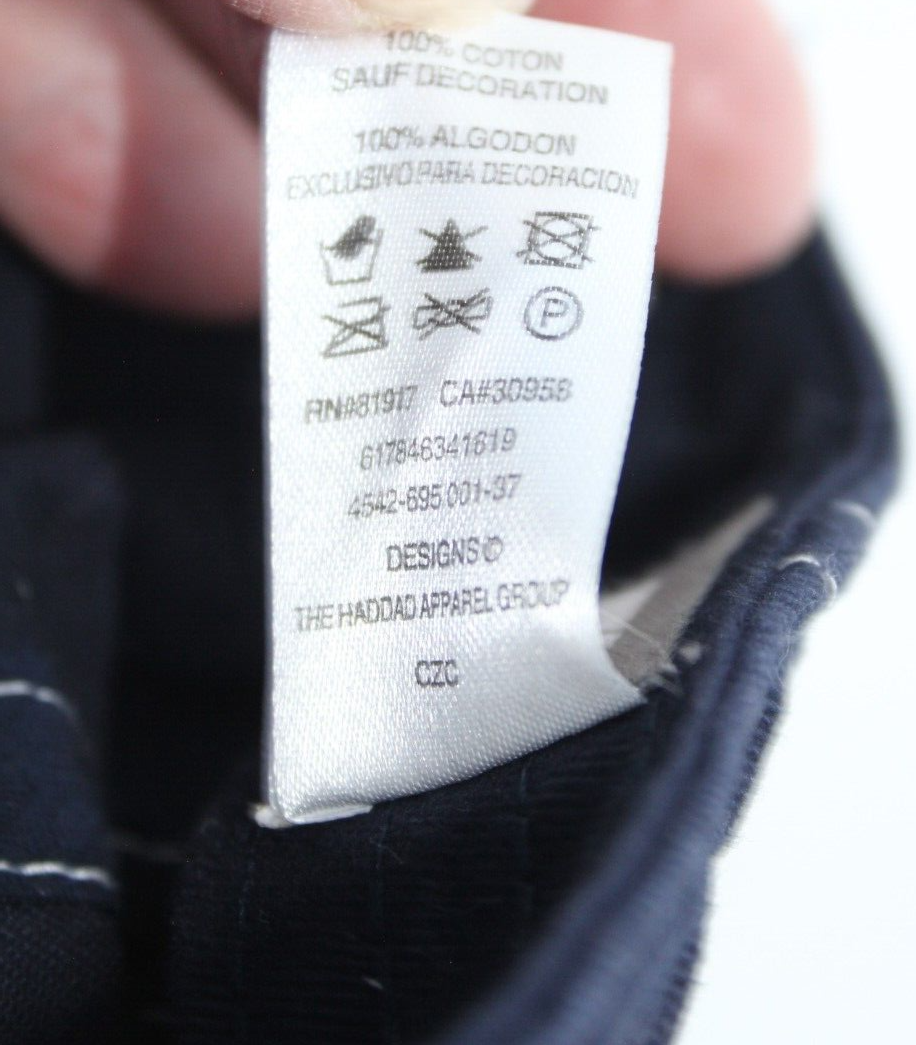 100% COTON
SAUF DECORATION
100% ALGODON
EXCLUSIVO PARA DECORACION
P
RN#81917 CA#30958
617846341619
4542-695 001-37
DESIGNS ©
THE HADDAD APPAREL GROUP
CZC